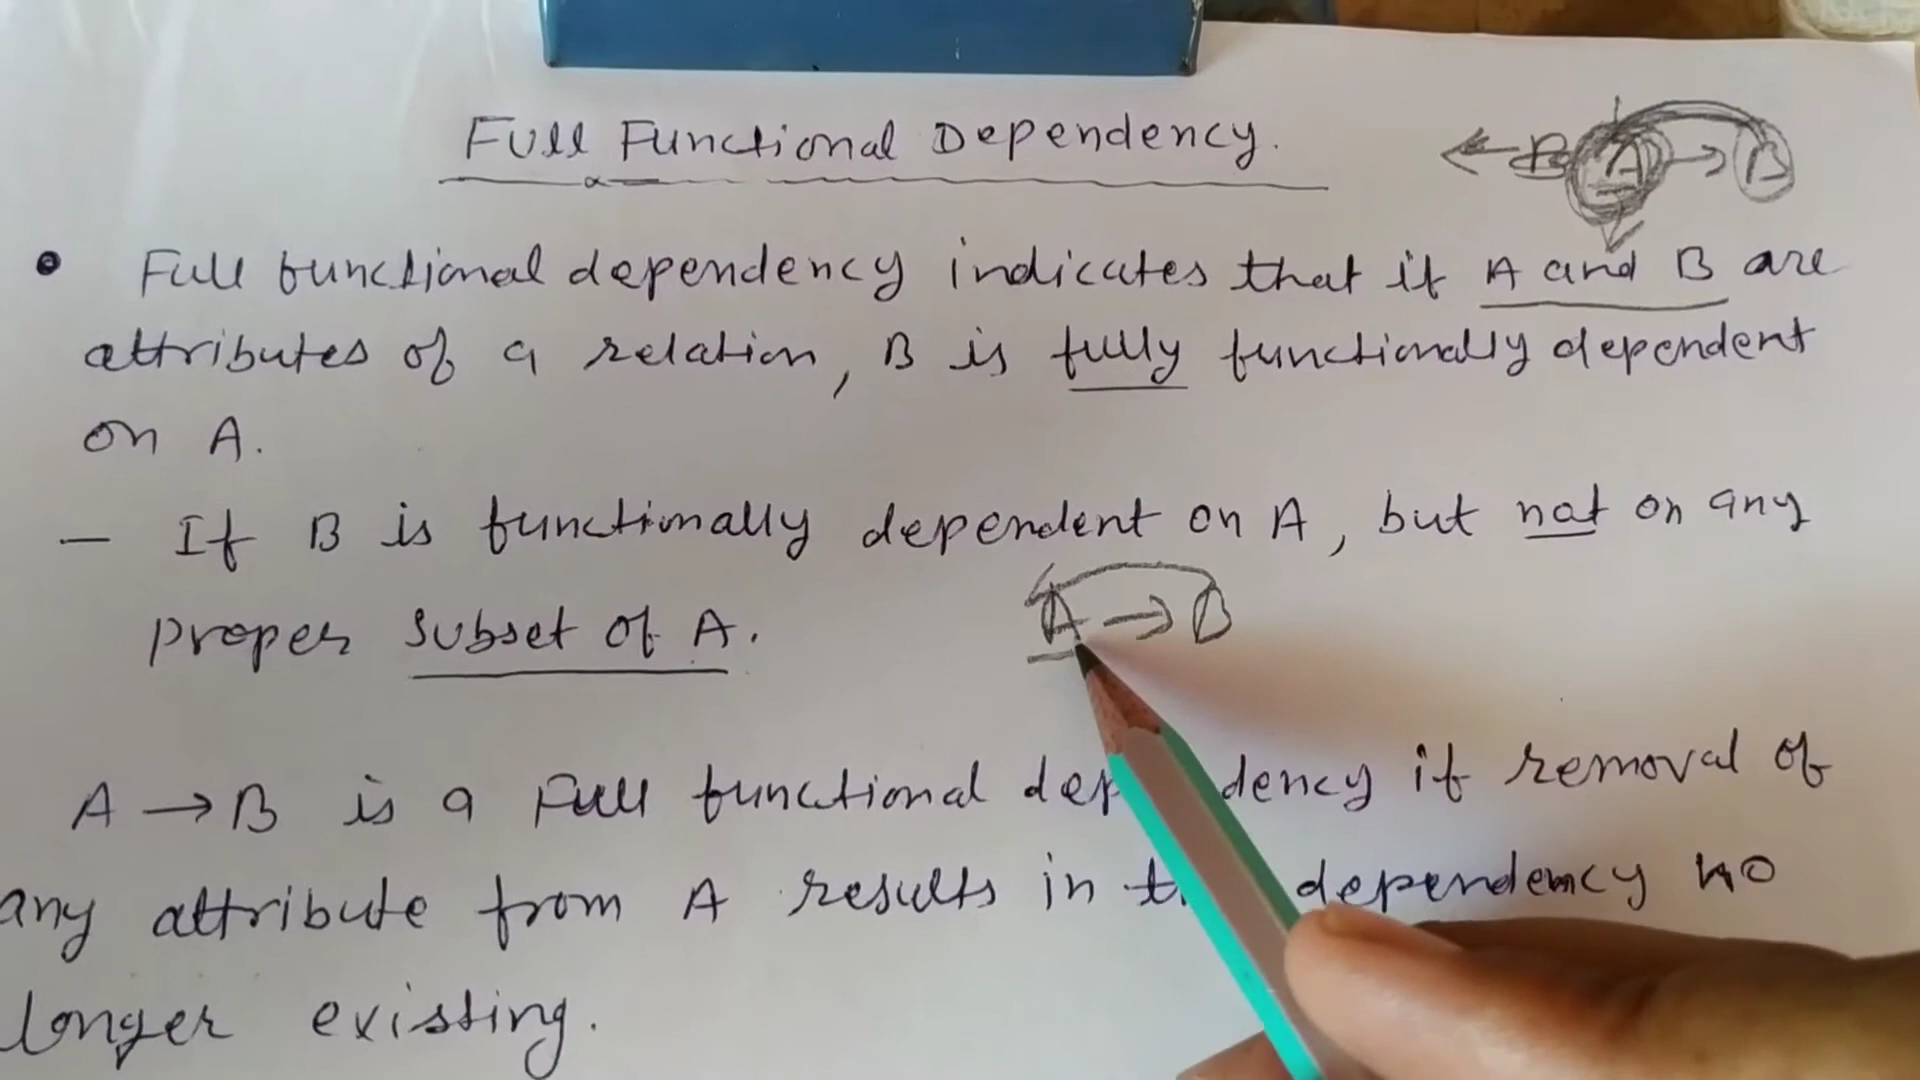 Full Functional Dependency.
← B A → B
• Full functional dependency indicates that if A and B are
attributes of a relation, B is fully functionally dependent
on A.
– If B is functionally dependent on A, but not on any
proper subset of A.
A → B
A → B is a Full functional dependency if removal of
any attribute from A results in dependency no
longer existing.